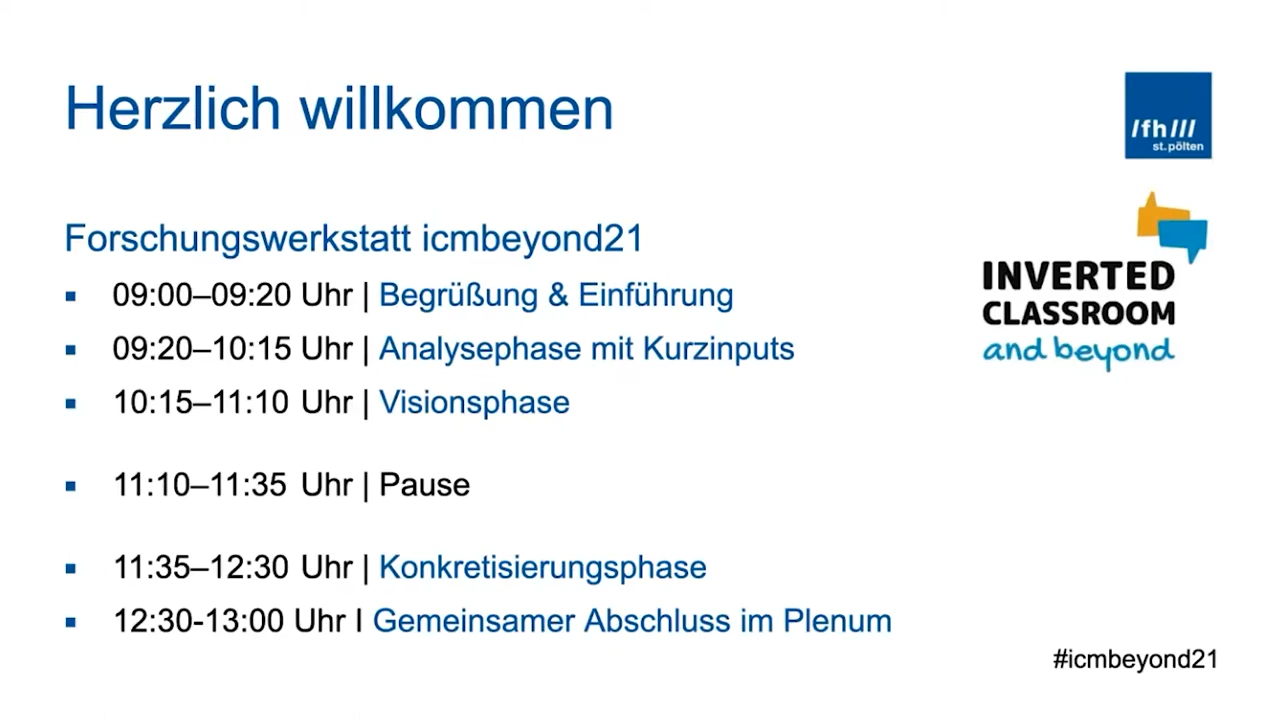 Herzlich willkommen
/fh///
st.pölten
Forschungswerkstatt icmbeyond21
INVERTED
CLASSROOM
and beyond
▪ 09:00–09:20 Uhr | Begrüßung & Einführung
▪ 09:20–10:15 Uhr | Analysephase mit Kurzinputs
▪ 10:15–11:10 Uhr | Visionsphase
▪ 11:10–11:35 Uhr | Pause
▪ 11:35–12:30 Uhr | Konkretisierungsphase
▪ 12:30-13:00 Uhr I Gemeinsamer Abschluss im Plenum
#icmbeyond21